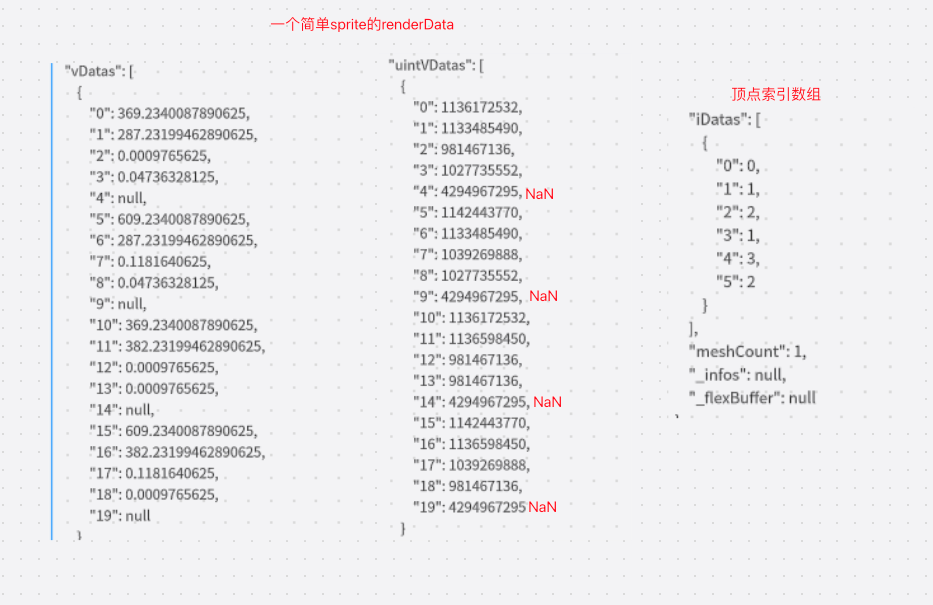 一个简单sprite的renderData
"vDatas": [
{
"0": 369.2340087890625,
"1": 287.23199462890625,
"2": 0.0009765625,
"3": 0.04736328125,
"4": null,
"5": 609.2340087890625,
"6": 287.23199462890625,
"7": 0.1181640625,
"8": 0.04736328125,
"9": null,
"10": 369.2340087890625,
"11": 382.23199462890625,
"12": 0.0009765625,
"13": 0.0009765625,
"14": null,
"15": 609.2340087890625,
"16": 382.23199462890625,
"17": 0.1181640625,
"18": 0.0009765625,
"19": null
}
"uintVDatas": [
{
"0": 1136172532,
"1": 1133485490,
"2": 981467136,
"3": 1027735552,
"4": 4294967295, NaN
"5": 1142443770,
"6": 1133485490,
"7": 1039269888,
"8": 1027735552,
"9": 4294967295, NaN
"10": 1136172532,
"11": 1136598450,
"12": 981467136,
"13": 981467136,
"14": 4294967295, NaN
"15": 1142443770,
"16": 1136598450,
"17": 1039269888,
"18": 981467136,
"19": 4294967295 NaN
}
顶点索引数组
"iDatas": [
{
"0": 0,
"1": 1,
"2": 2,
"3": 1,
"4": 3,
"5": 2
}
],
"meshCount": 1,
"_infos": null,
"_flexBuffer": null